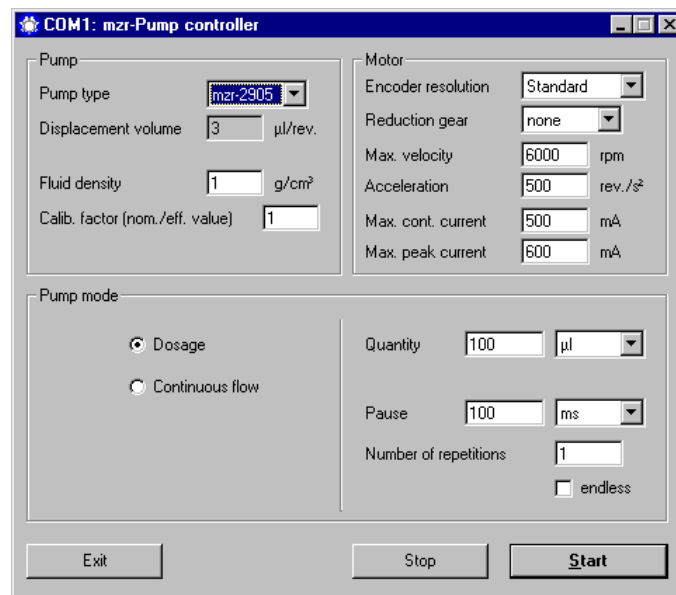 COM1: mzr-Pump controller
Pump
Pump type mzr-2905
Displacement volume 3 µl/rev.
Fluid density 1 g/cm³
Calib. factor (nom./eff. value) 1
Motor
Encoder resolution Standard
Reduction gear none
Max. velocity 6000 rpm
Acceleration 500 rev./s²
Max. cont. current 500 mA
Max. peak current 600 mA
Pump mode
Dosage
Continuous flow
Quantity 100 µl
Pause 100 ms
Number of repetitions 1
endless
Exit Stop Start